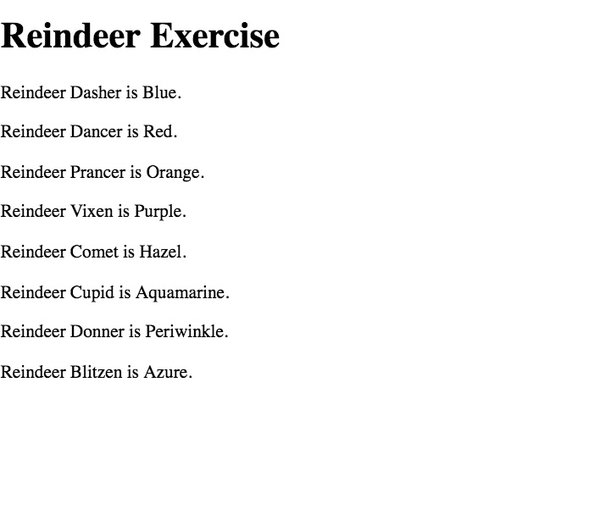 Reindeer Exercise
Reindeer Dasher is Blue.
Reindeer Dancer is Red.
Reindeer Prancer is Orange.
Reindeer Vixen is Purple.
Reindeer Comet is Hazel.
Reindeer Cupid is Aquamarine.
Reindeer Donner is Periwinkle.
Reindeer Blitzen is Azure.